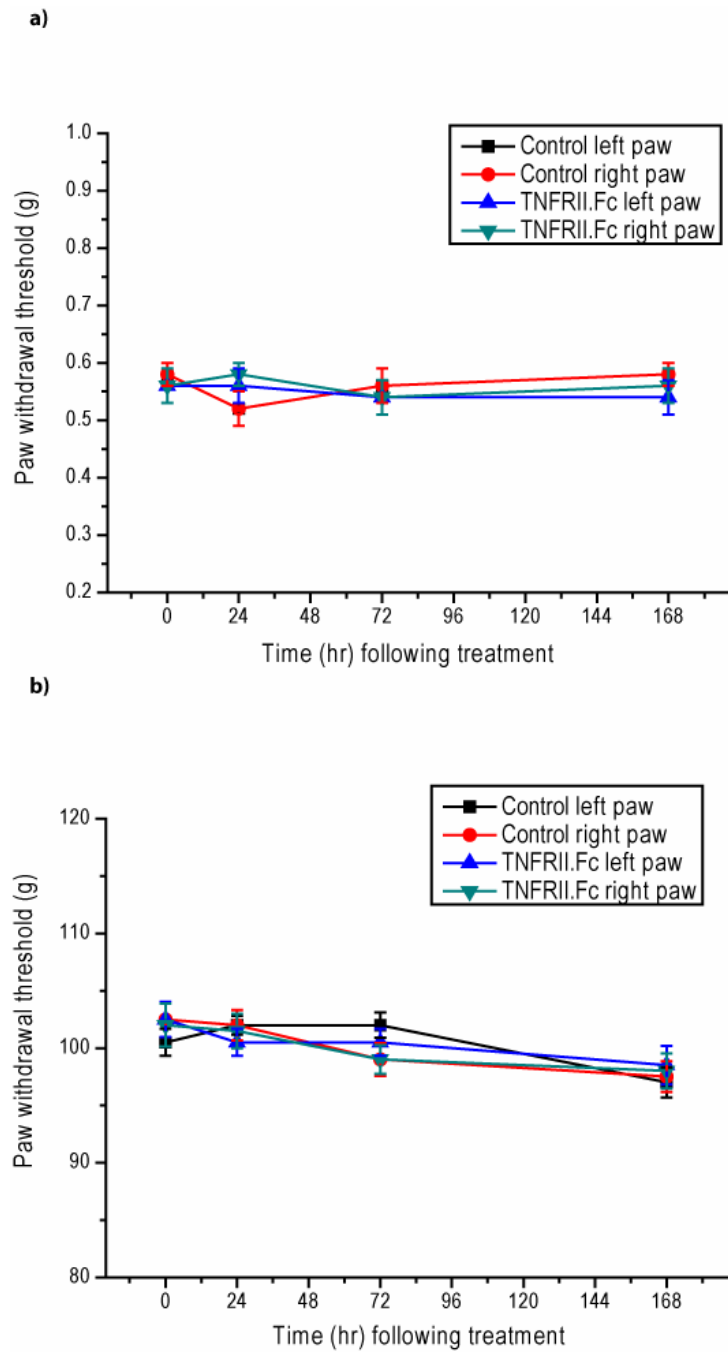 a)
Control left paw
Control right paw
TNFRII.Fc left paw
TNFRII.Fc right paw
Paw withdrawal threshold (g)
1.0
0.9
0.8
0.7
0.6
0.5
0.4
0.3
0.2
0 24 48 72 96 120 144 168
Time (hr) following treatment
b)
Control left paw
Control right paw
TNFRII.Fc left paw
TNFRII.Fc right paw
Paw withdrawal threshold (g)
120
110
100
90
80
0 24 48 72 96 120 144 168
Time (hr) following treatment